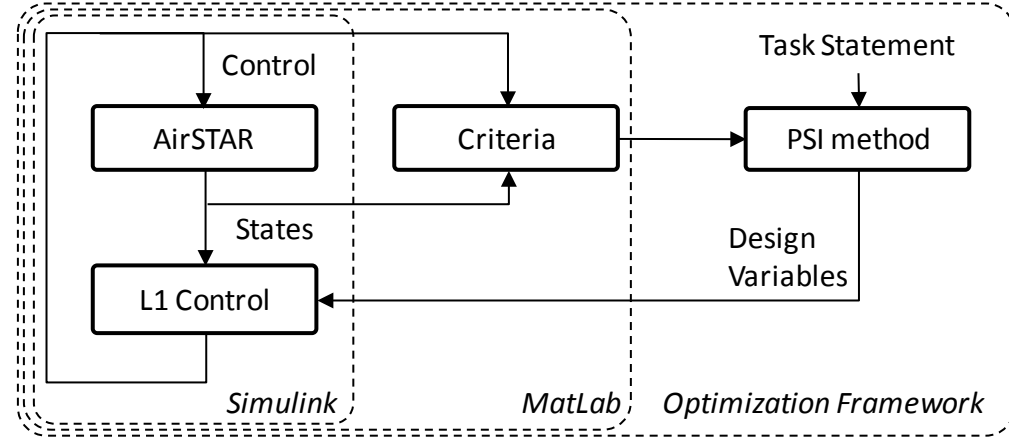 Task Statement
Control
AirSTAR
Criteria
PSI method
States
Design
Variables
L1 Control
Simulink
MatLab
Optimization Framework